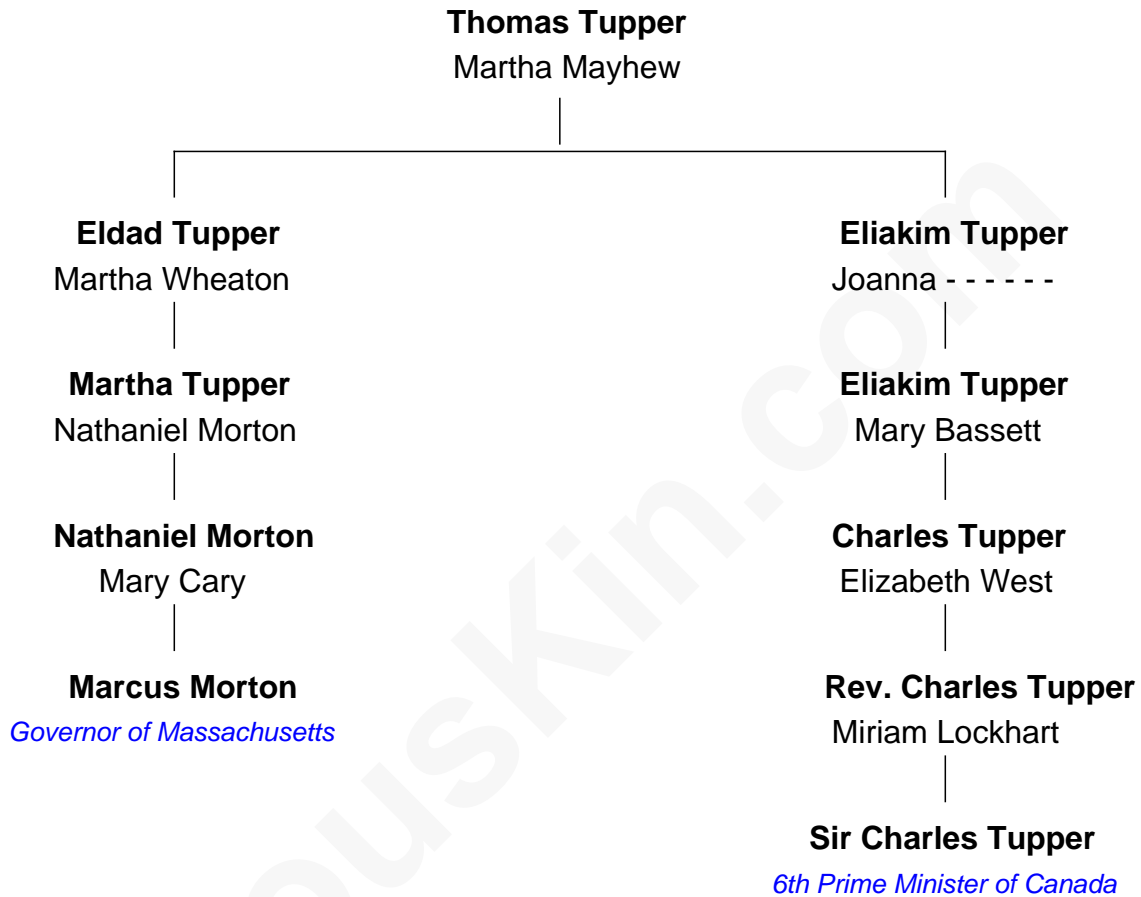 Thomas Tupper
Martha Mayhew
Eldad Tupper
Martha Wheaton
Martha Tupper
Nathaniel Morton
Nathaniel Morton
Mary Cary
Marcus Morton
Governor of Massachusetts
Eliakim Tupper
Joanna - - - - - -
Eliakim Tupper
Mary Bassett
Charles Tupper
Elizabeth West
Rev. Charles Tupper
Miriam Lockhart
Sir Charles Tupper
6th Prime Minister of Canada
ousKin.com